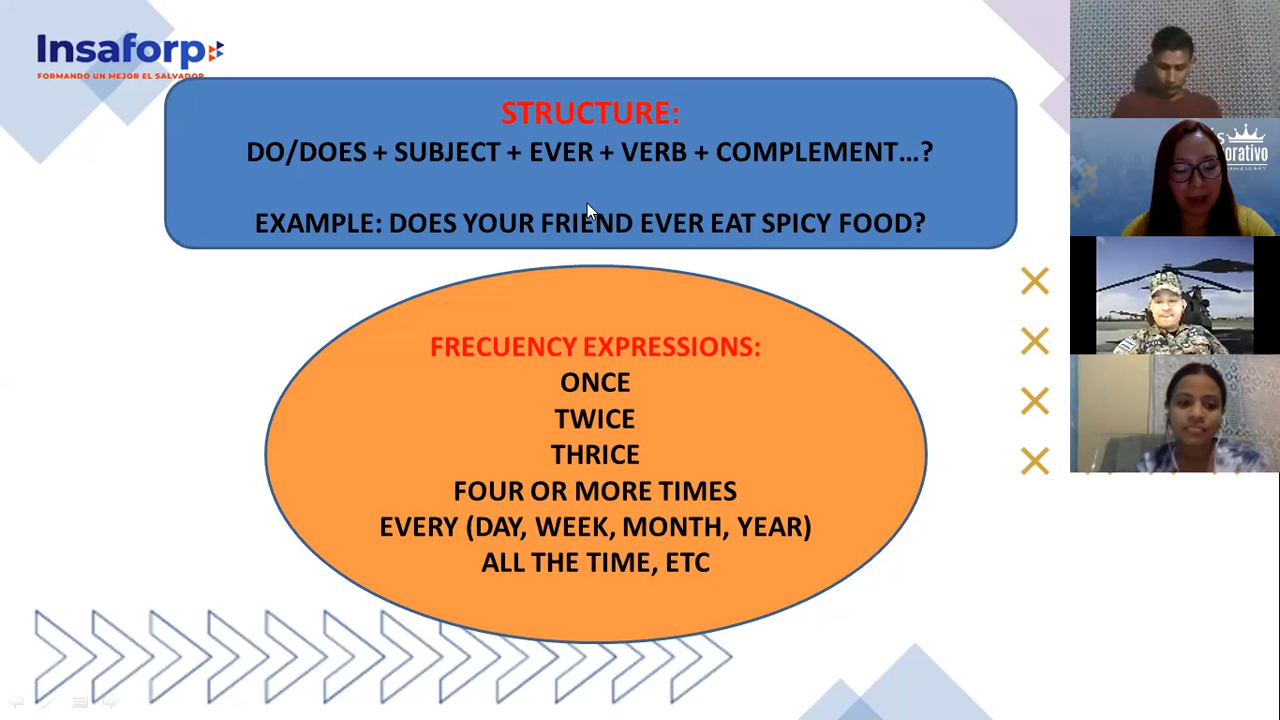 Insaforp
FORMANDO UN MEJOR EL SALVADOR
STRUCTURE:
DO/DOES + SUBJECT + EVER + VERB + COMPLEMENT...?
EXAMPLE: DOES YOUR FRIEND EVER EAT SPICY FOOD?
FRECUENCY EXPRESSIONS:
ONCE
TWICE
THRICE
FOUR OR MORE TIMES
EVERY (DAY, WEEK, MONTH, YEAR)
ALL THE TIME, ETC